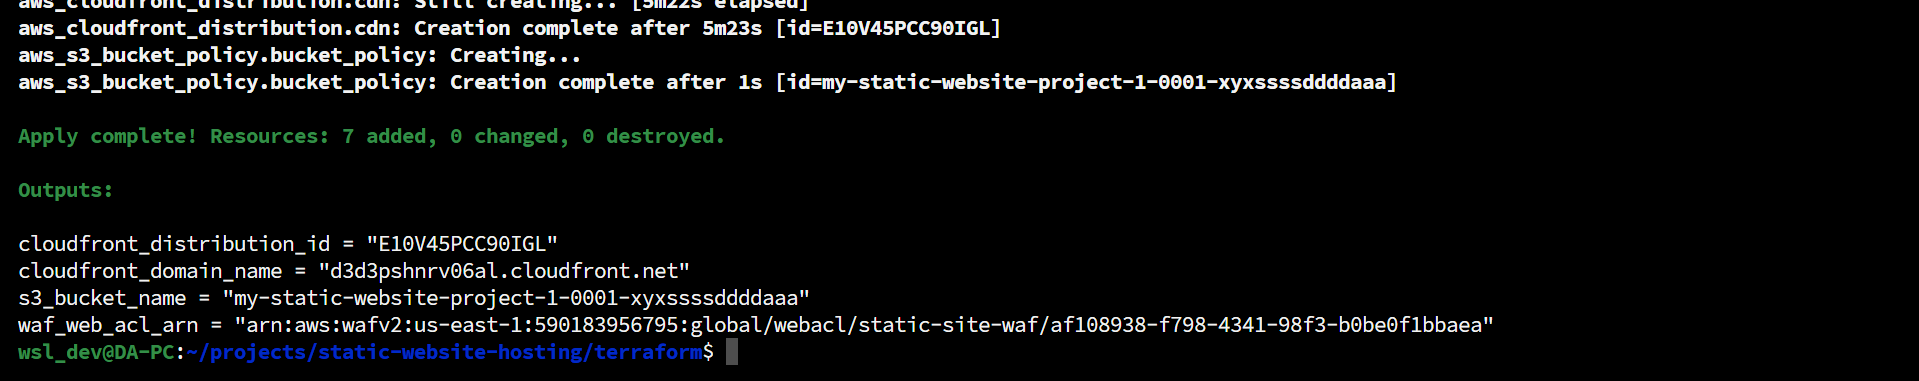 aws_cloudfront_distribution.cdn: Still creating... [5m22s elapsed]
aws_cloudfront_distribution.cdn: Creation complete after 5m23s [id=E10V45PCC90IGL]
aws_s3_bucket_policy.bucket_policy: Creating...
aws_s3_bucket_policy.bucket_policy: Creation complete after 1s [id=my-static-website-project-1-0001-xyxssssddddaaa]
Apply complete! Resources: 7 added, 0 changed, 0 destroyed.
Outputs:
cloudfront_distribution_id = "E10V45PCC90IGL"
cloudfront_domain_name = "d3d3pshnrv06al.cloudfront.net"
s3_bucket_name = "my-static-website-project-1-0001-xyxssssddddaaa"
waf_web_acl_arn = "arn:aws:wafv2:us-east-1:590183956795:global/webacl/static-site-waf/af108938-f798-4341-98f3-b0be0f1bbaea"
wsl_dev@DA-PC:~/projects/static-website-hosting/terraform$